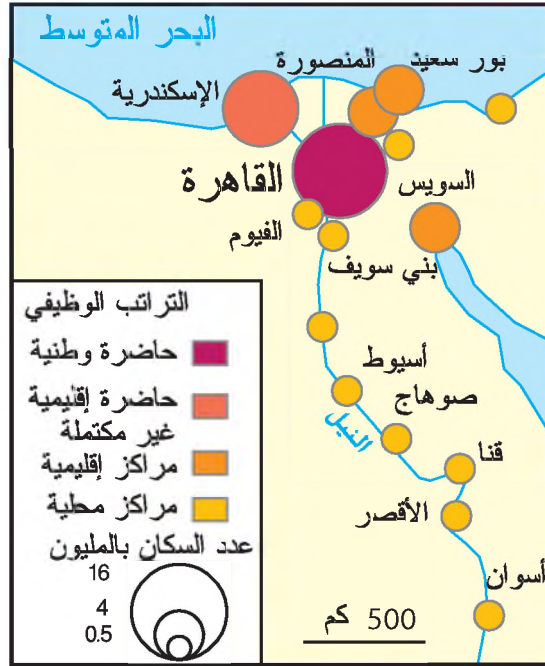 البحر المتوسط
بور سعيد
المنصورة
الإسكندرية
القاهرة
السويس
الفيوم
بني سويف
أسيوط
صوهاج
النيل
قنا
الأقصر
أسوان
التراتب الوظيفي
حاضرة وطنية
حاضرة إقليمية
غير مكتملة
مراكز إقليمية
مراكز محلية
عدد السكان بالمليون
16
4
0.5
500 كم